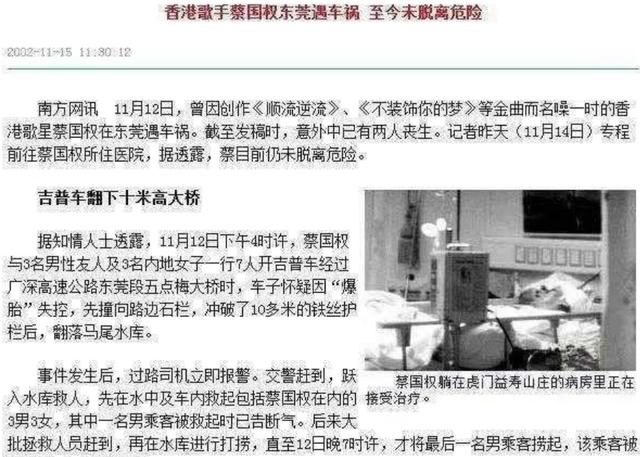 香港歌手蔡国权东莞遇车祸 至今未脱离危险
2002-11-15 11:30:12
南方网讯 11月12日，曾因创作《顺流逆流》、《不装饰你的梦》等金曲而名噪一时的香
港歌星蔡国权在东莞遇车祸。截至发稿时，意外中已有两人丧生。记者昨天（11月14日）专程
前往蔡国权所住医院，据透露，蔡目前仍未脱离危险。
吉普车翻下十米高大桥
据知情人士透露，11月12日下午4时许，蔡国权
与3名男性友人及3名内地女子一行7人开吉普车经过
广深高速公路东莞段五点梅大桥时，车子怀疑因“爆
胎”失控，先撞向路边石栏，冲破了10多米的铁丝护
栏后，翻落马尾水库。
事件发生后，过路司机立即报警。交警赶到，跃
入水库救人，先在水中及车内救起包括蔡国权在内的
3男3女，其中一名男乘客被救起时已告断气。后来大
批拯救人员赶到，再在水库进行打捞，直至12日晚7时许，才将最后一名男乘客捞起，该乘客被
蔡国权躺在虎门益寿山庄的病房里正在
接受治疗。